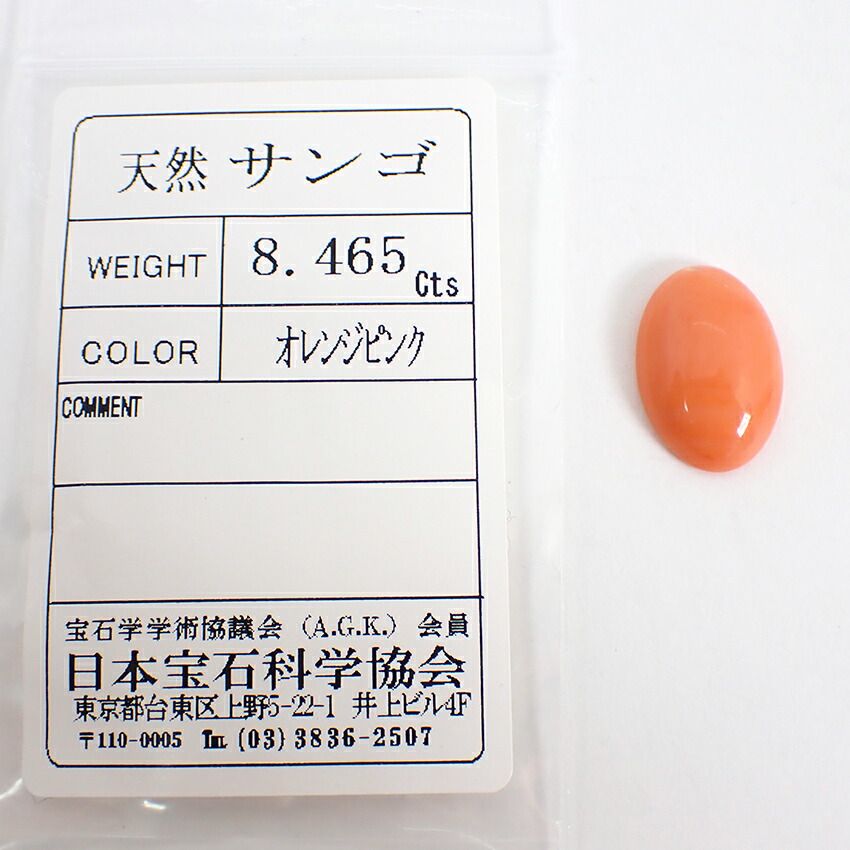 天然 サンゴ
WEIGHT 8.465 Cts
COLOR オレンジピンク
COMMENT
宝石学学術協議会 (A.G.K.) 会員
日本宝石科学協会
東京都台東区上野5-22-1 井上ビル4F
〒110-0005 ℡ (03) 3836-2507